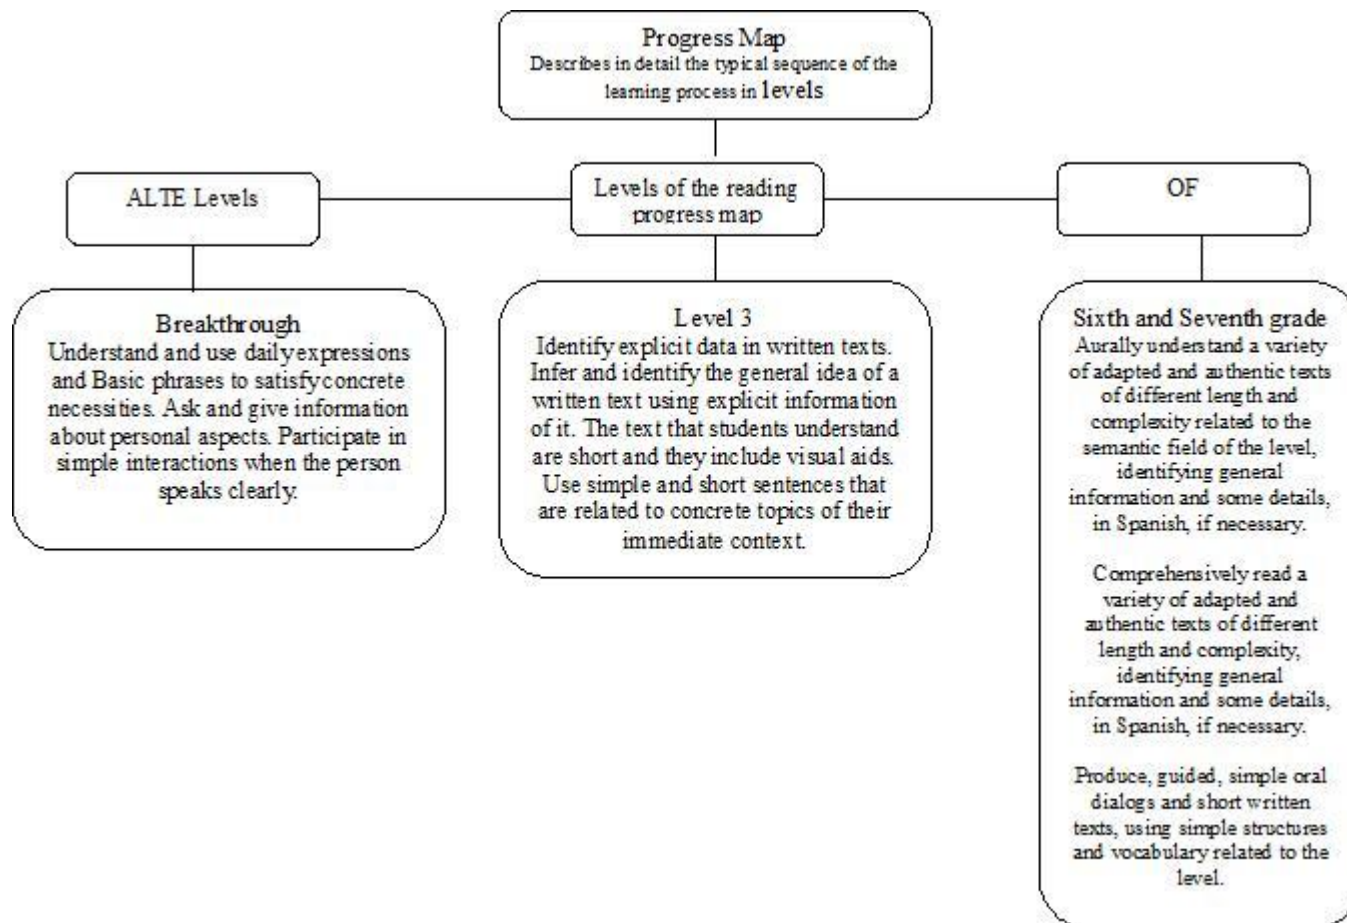 Progress Map
Describes in detail the typical sequence of the
learning process in levels
ALTE Levels
Levels of the reading
progress map
OF
Breakthrough
Understand and use daily expressions
and Basic phrases to satisfy concrete
necessities. Ask and give information
about personal aspects. Participate in
simple interactions when the person
speaks clearly.
Level 3
Identify explicit data in written texts.
Infer and identify the general idea of a
written text using explicit information
of it. The text that students understand
are short and they include visual aids.
Use simple and short sentences that
are related to concrete topics of their
immediate context.
Sixth and Seventh grade
Aurally understand a variety
of adapted and authentic texts
of different length and
complexity related to the
semantic field of the level,
identifying general
information and some details,
in Spanish, if necessary.
Comprehensively read a
variety of adapted and
authentic texts of different
length and complexity,
identifying general
information and some details,
in Spanish, if necessary.
Produce, guided, simple oral
dialogs and short written
texts, using simple structures
and vocabulary related to the
level.